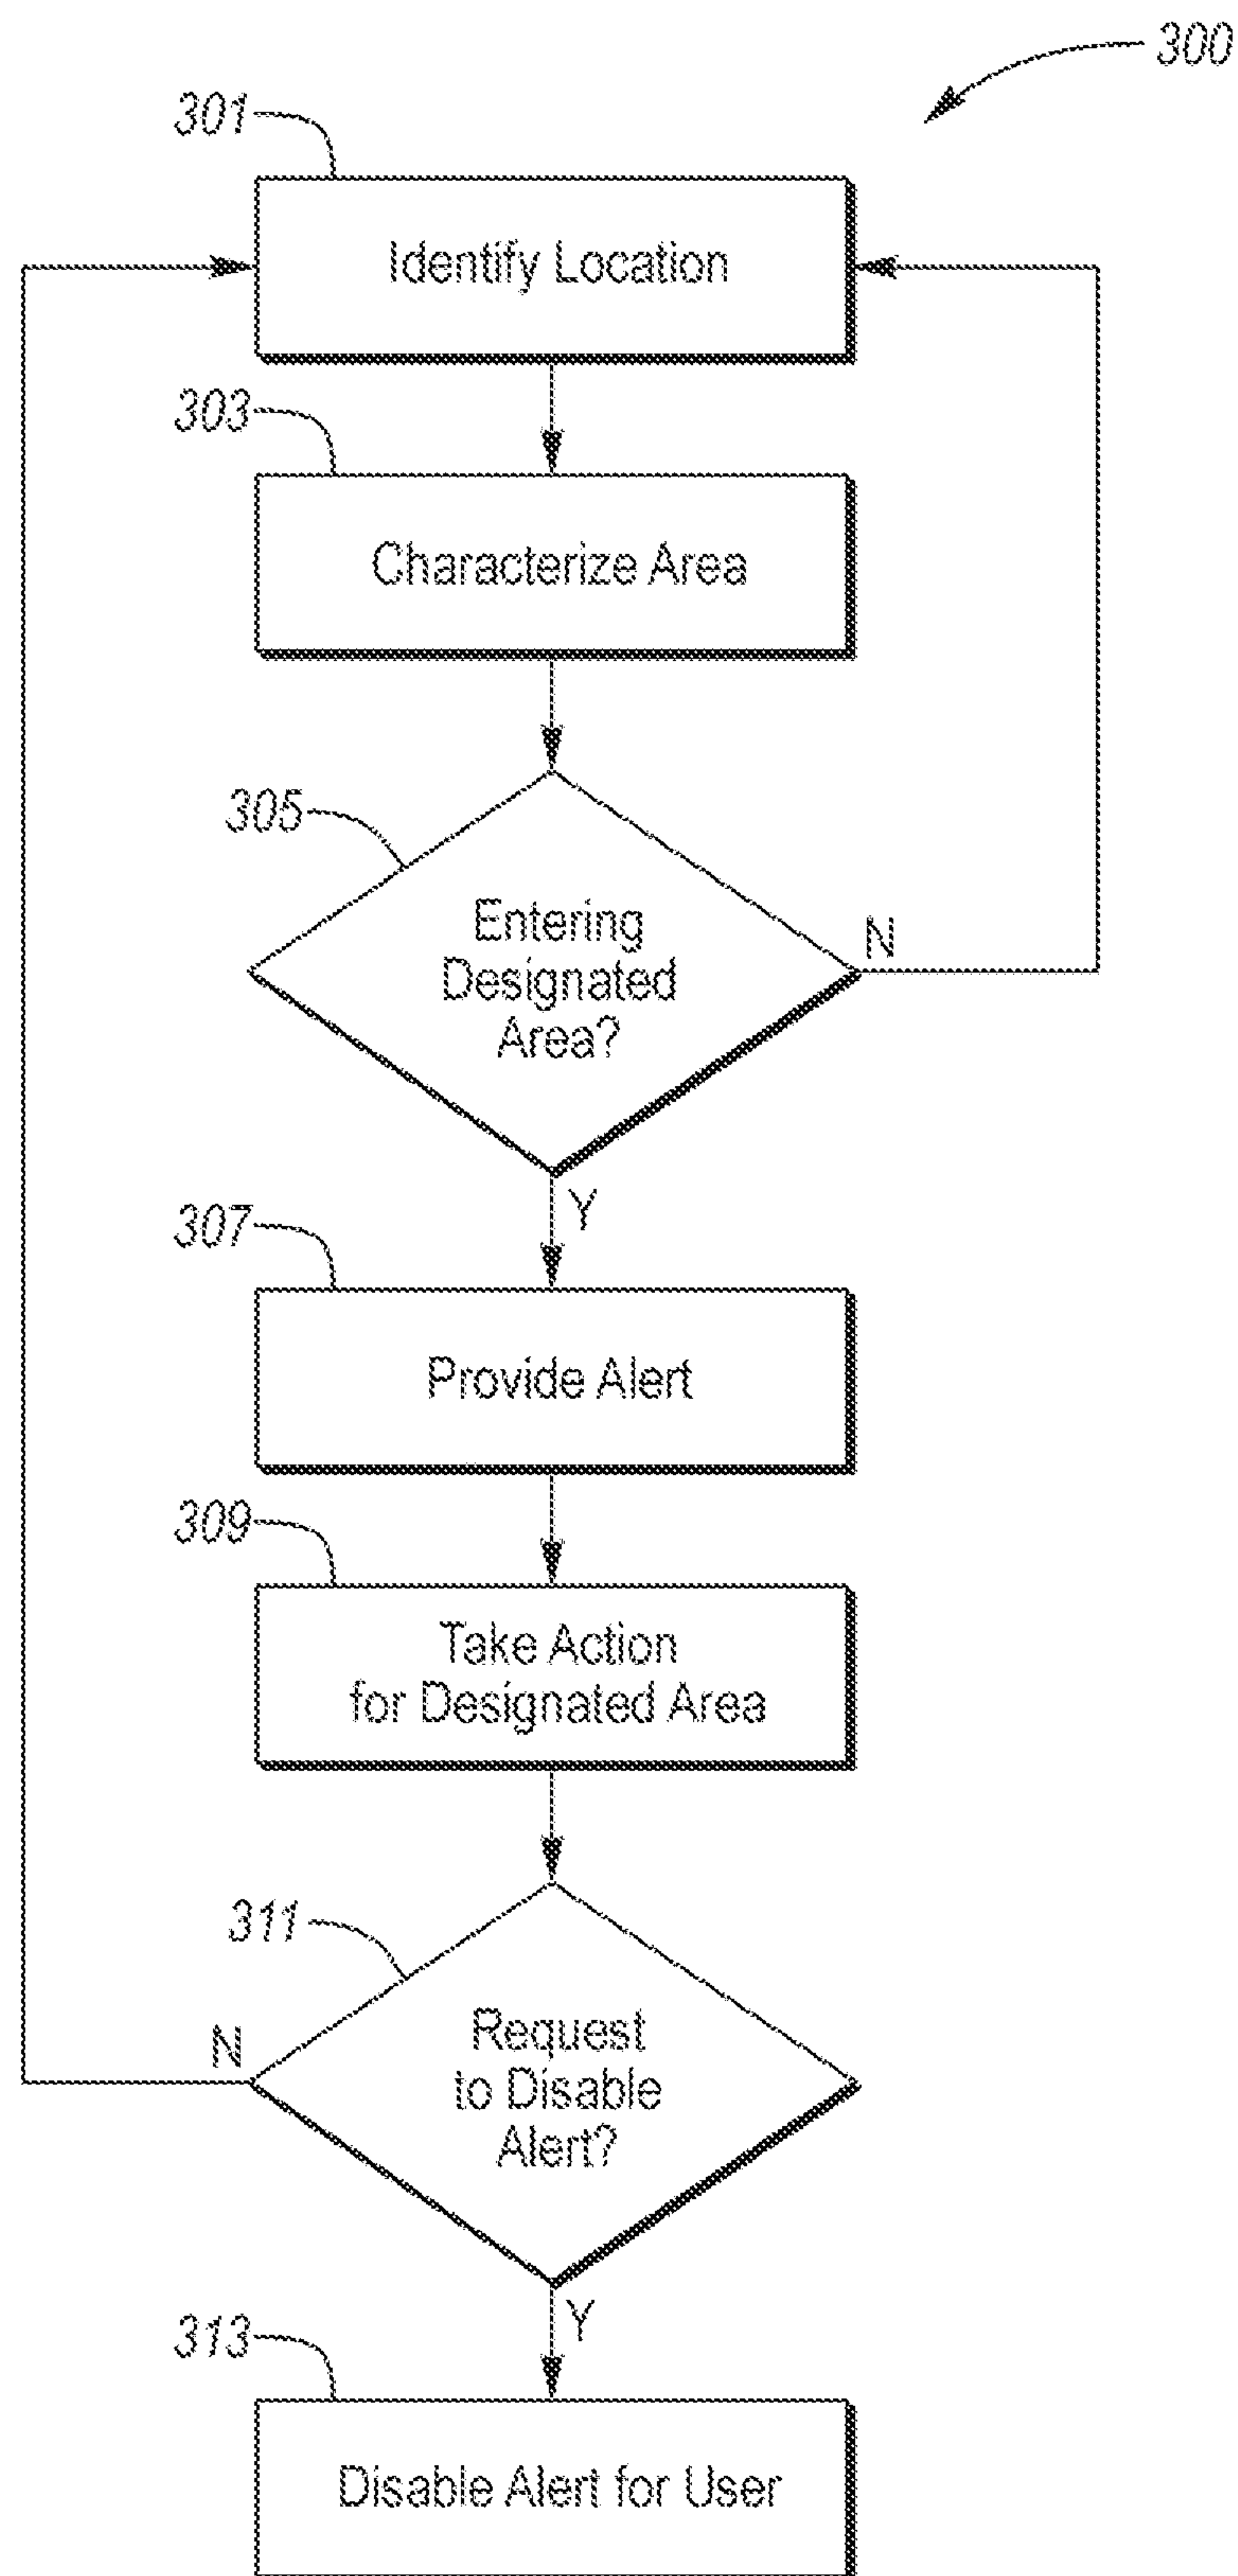 300
301
Identify Location
303
Characterize Area
305
Entering
Designated
Area?
N
Y
307
Provide Alert
309
Take Action
for Designated Area
311
N
Request
to Disable
Alert?
Y
313
Disable Alert for User